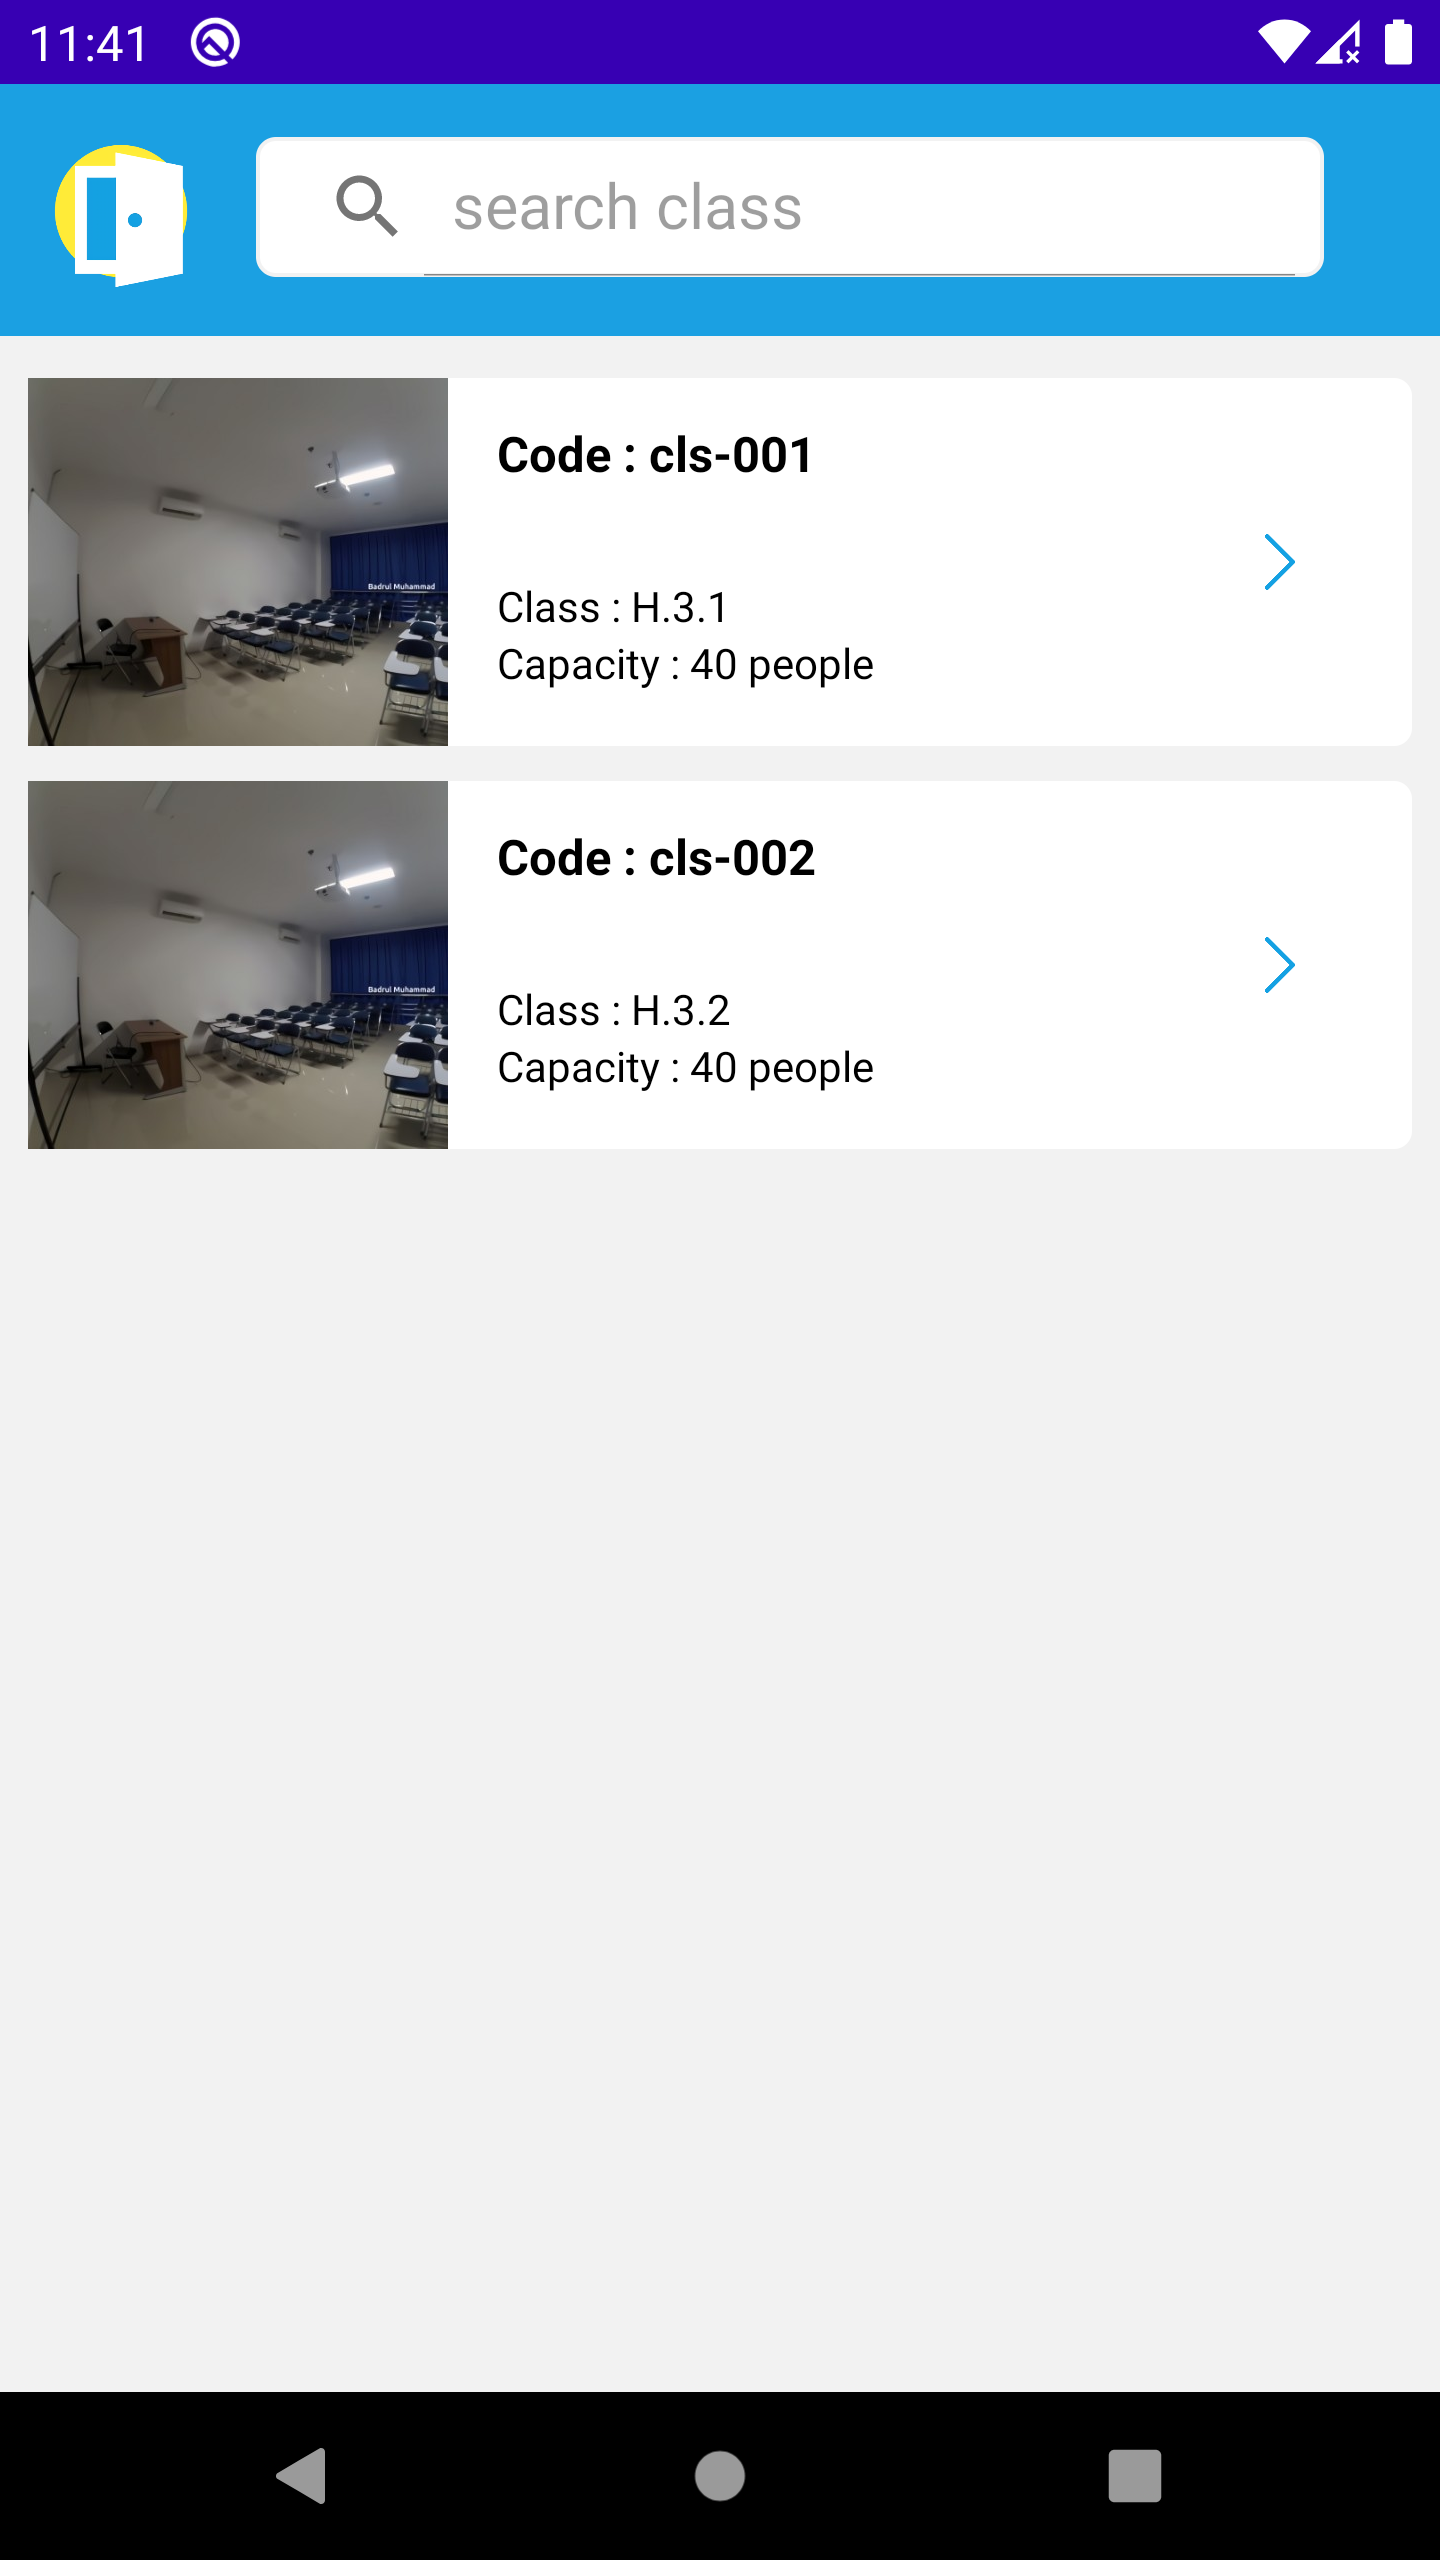 11:41
search class
Code : cls-001
Badrul Muhammad
Class : H.3.1
Capacity : 40 people
Code : cls-002
Badrul Muhammad
Class : H.3.2
Capacity : 40 people